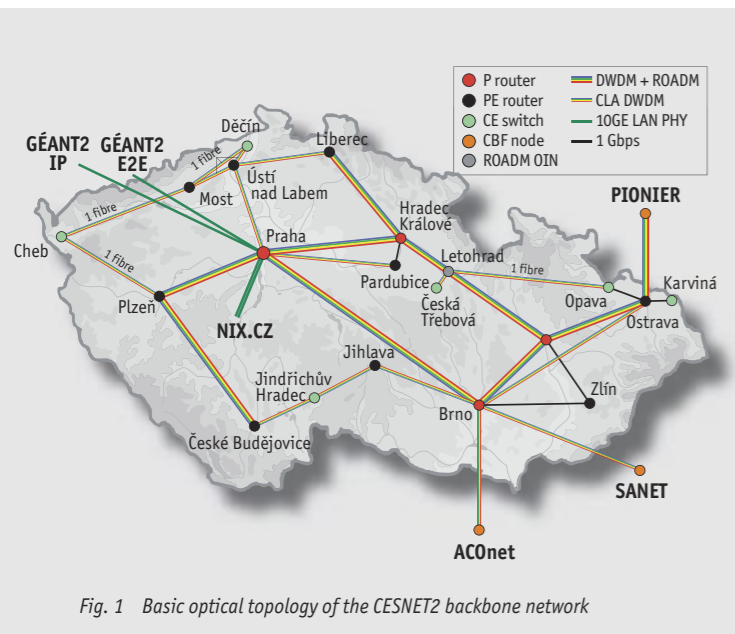 P router
PE router
CE switch
CBF node
ROADM OIN
DWDM + ROADM
CLA DWDM
10GE LAN PHY
1 Gbps
GÉANT2
IP
GÉANT2
E2E
Děčín
1 fibre
Liberec
Ústí
nad Labem
Most
1 fibre
Cheb
1 fibre
Praha
Hradec
Králové
PIONIER
Letohrad
1 fibre
Pardubice
Česká
Třebová
Opava
Karviná
Ostrava
Plzeň
NIX.CZ
Jihlava
Jindřichův
Hradec
Zlín
Brno
České Budějovice
SANET
ACOnet
Fig. 1 Basic optical topology of the CESNET2 backbone network